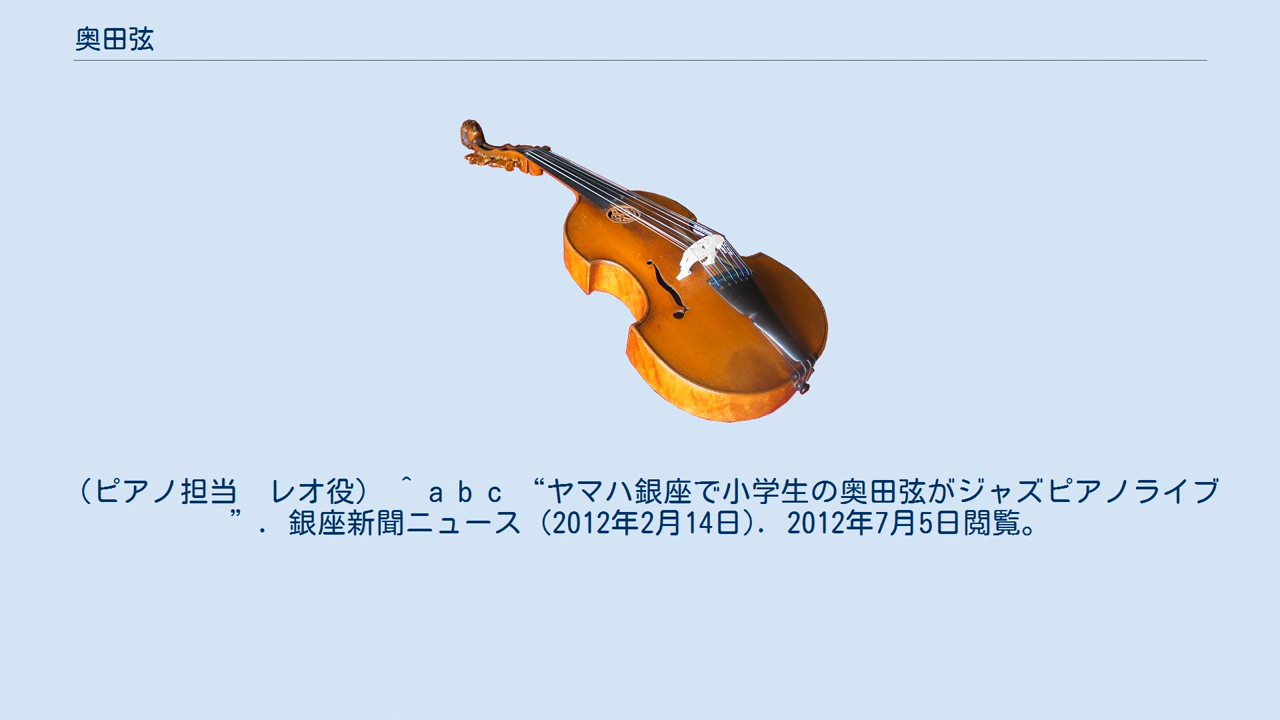 奥田弦
（ピアノ担当　レオ役） ＾ a b c “ヤマハ銀座で小学生の奥田弦がジャズピアノライブ
”. 銀座新聞ニュース (2012年2月14日). 2012年7月5日閲覧。